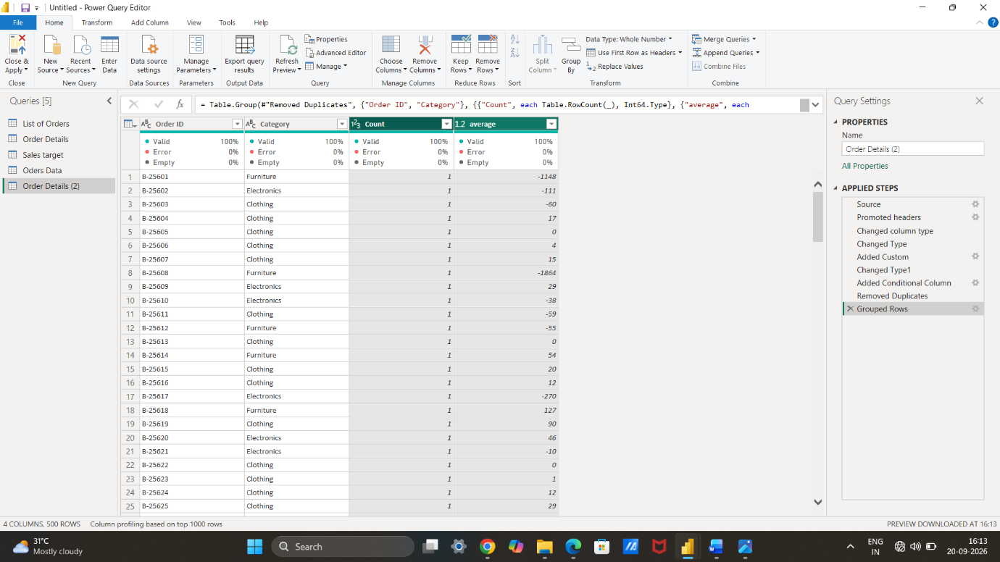 Untitled - Power Query Editor
File Home Transform Add Column View Tools Help
Close & Apply
New Source
Recent Sources
Enter Data
Data source settings
Manage Parameters
Export query results
Refresh Preview
Properties
Advanced Editor
Manage
Choose Columns
Remove Columns
Keep Rows
Remove Rows
Split Column
Group By
Data Type: Whole Number
Use First Row as Headers
Replace Values
Merge Queries
Append Queries
Combine Files
Close New Query Data Sources Parameters Output Data Query Manage Columns Reduce Rows Sort Transform Combine
Queries [5]
List of Orders
Order Details
Sales target
Oders Data
Order Details (2)
= Table.Group(#"Removed Duplicates", {"Order ID", "Category"}, {{"Count", each Table.RowCount(_), Int64.Type}, {"average", each
Order ID Category Count average
Valid 100% Valid 100% Valid 100% Valid 100%
Error 0% Error 0% Error 0% Error 0%
Empty 0% Empty 0% Empty 0% Empty 0%
1 B-25601 Furniture 1 -1148
2 B-25602 Electronics 1 -111
3 B-25603 Clothing 1 -60
4 B-25604 Clothing 1 17
5 B-25605 Clothing 1 0
6 B-25606 Clothing 1 4
7 B-25607 Clothing 1 15
8 B-25608 Furniture 1 -1864
9 B-25609 Electronics 1 29
10 B-25610 Electronics 1 -38
11 B-25611 Clothing 1 -59
12 B-25612 Furniture 1 -55
13 B-25613 Clothing 1 0
14 B-25614 Furniture 1 54
15 B-25615 Clothing 1 20
16 B-25616 Clothing 1 12
17 B-25617 Electronics 1 -270
18 B-25618 Furniture 1 127
19 B-25619 Clothing 1 90
20 B-25620 Electronics 1 46
21 B-25621 Electronics 1 -10
22 B-25622 Clothing 1 0
23 B-25623 Clothing 1 1
24 B-25624 Clothing 1 12
25 B-25625 Clothing 1 29
Query Settings
PROPERTIES
Name
Order Details (2)
All Properties
APPLIED STEPS
Source
Promoted headers
Changed column type
Changed Type
Added Custom
Changed Type1
Added Conditional Column
Removed Duplicates
Grouped Rows
4 COLUMNS, 500 ROWS Column profiling based on top 1000 rows
PREVIEW DOWNLOADED AT 16:13
31°C
Mostly cloudy
Search
ENG
IN
16:13
20-09-2026